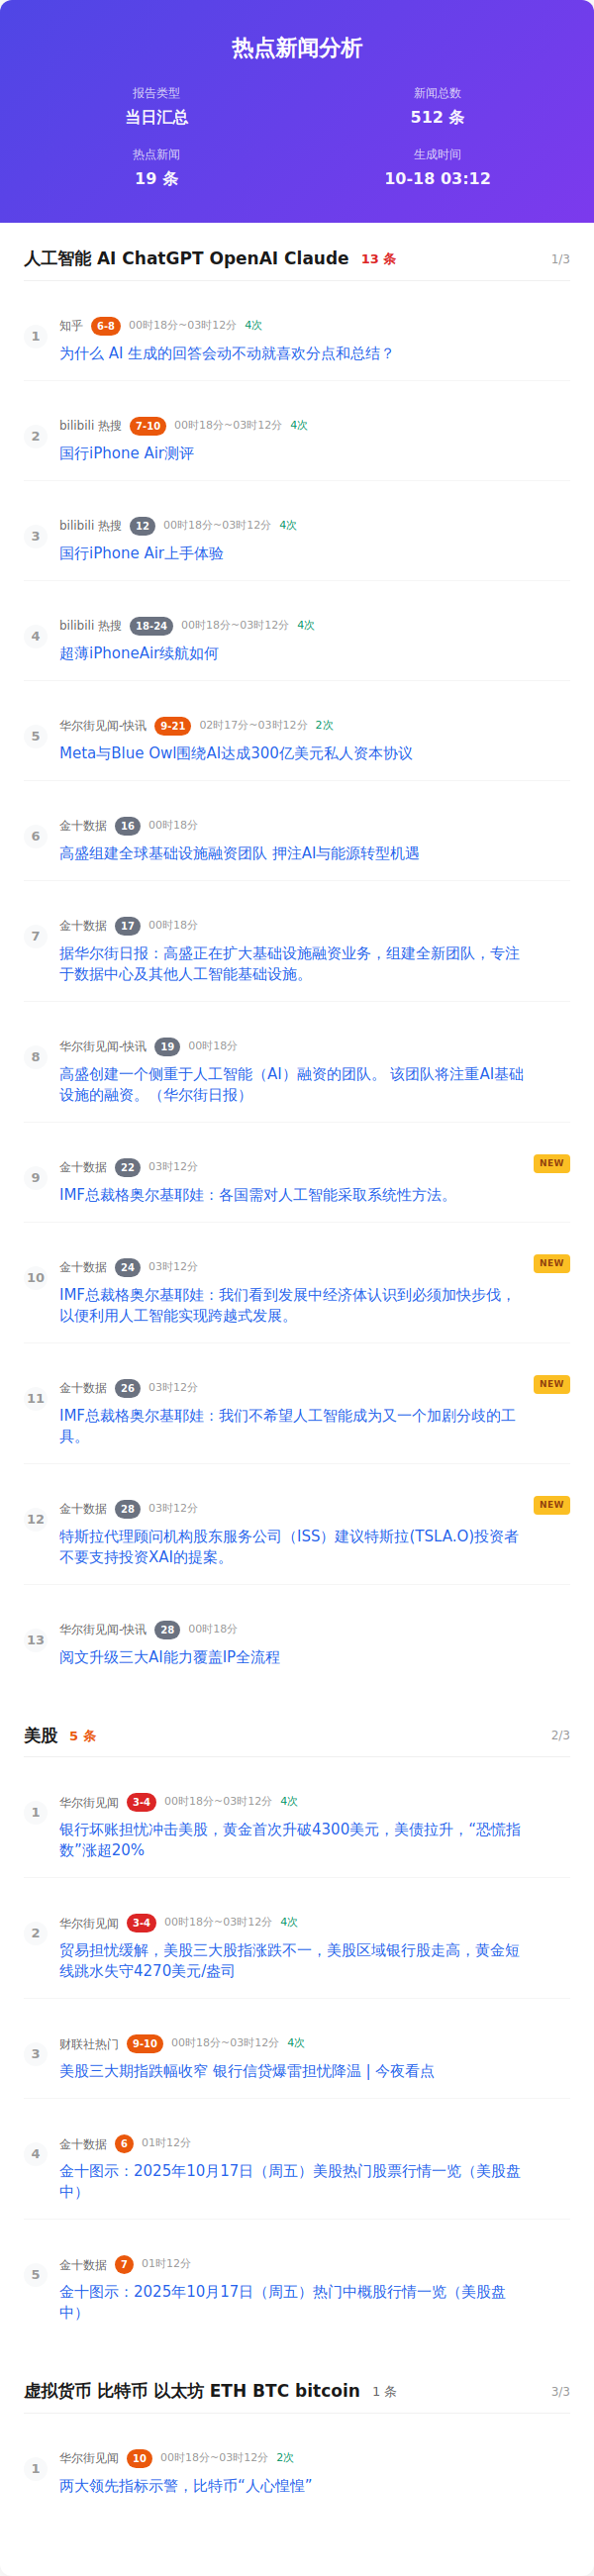 热点新闻分析
报告类型
当日汇总
新闻总数
512 条
热点新闻
19 条
生成时间
10-18 03:12
人工智能 AI ChatGPT OpenAI Claude 13 条 1/3
1
知乎 6-8 00时18分~03时12分 4次
为什么 AI 生成的回答会动不动就喜欢分点和总结？
2
bilibili 热搜 7-10 00时18分~03时12分 4次
国行iPhone Air测评
3
bilibili 热搜 12 00时18分~03时12分 4次
国行iPhone Air上手体验
4
bilibili 热搜 18-24 00时18分~03时12分 4次
超薄iPhoneAir续航如何
5
华尔街见闻-快讯 9-21 02时17分~03时12分 2次
Meta与Blue Owl围绕AI达成300亿美元私人资本协议
6
金十数据 16 00时18分
高盛组建全球基础设施融资团队 押注AI与能源转型机遇
7
金十数据 17 00时18分
据华尔街日报：高盛正在扩大基础设施融资业务，组建全新团队，专注
于数据中心及其他人工智能基础设施。
8
华尔街见闻-快讯 19 00时18分
高盛创建一个侧重于人工智能（AI）融资的团队。 该团队将注重AI基础
设施的融资。（华尔街日报）
9
金十数据 22 03时12分 NEW
IMF总裁格奥尔基耶娃：各国需对人工智能采取系统性方法。
10
金十数据 24 03时12分 NEW
IMF总裁格奥尔基耶娃：我们看到发展中经济体认识到必须加快步伐，
以便利用人工智能实现跨越式发展。
11
金十数据 26 03时12分 NEW
IMF总裁格奥尔基耶娃：我们不希望人工智能成为又一个加剧分歧的工
具。
12
金十数据 28 03时12分 NEW
特斯拉代理顾问机构股东服务公司（ISS）建议特斯拉(TSLA.O)投资者
不要支持投资XAI的提案。
13
华尔街见闻-快讯 28 00时18分
阅文升级三大AI能力覆盖IP全流程
美股 5 条 2/3
1
华尔街见闻 3-4 00时18分~03时12分 4次
银行坏账担忧冲击美股，黄金首次升破4300美元，美债拉升，“恐慌指
数”涨超20%
2
华尔街见闻 3-4 00时18分~03时12分 4次
贸易担忧缓解，美股三大股指涨跌不一，美股区域银行股走高，黄金短
线跳水失守4270美元/盎司
3
财联社热门 9-10 00时18分~03时12分 4次
美股三大期指跌幅收窄 银行信贷爆雷担忧降温 | 今夜看点
4
金十数据 6 01时12分
金十图示：2025年10月17日（周五）美股热门股票行情一览（美股盘
中）
5
金十数据 7 01时12分
金十图示：2025年10月17日（周五）热门中概股行情一览（美股盘
中）
虚拟货币 比特币 以太坊 ETH BTC bitcoin 1 条 3/3
1
华尔街见闻 10 00时18分~03时12分 2次
两大领先指标示警，比特币“人心惶惶”